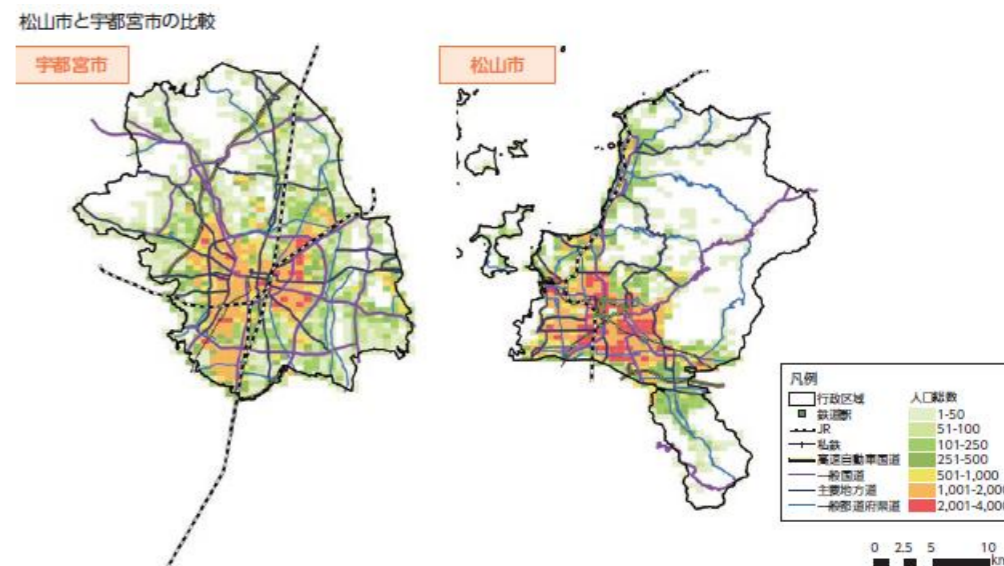 松山市と宇都宮市の比較
宇都宮市
松山市
凡例
行政区域
鉄道駅
JR
私鉄
高速自動車国道
一般国道
主要地方道
一般都道府県道
人口総数
1-50
51-100
101-250
251-500
501-1,000
1,001-2,000
2,001-4,000
0 2.5 5 10
km